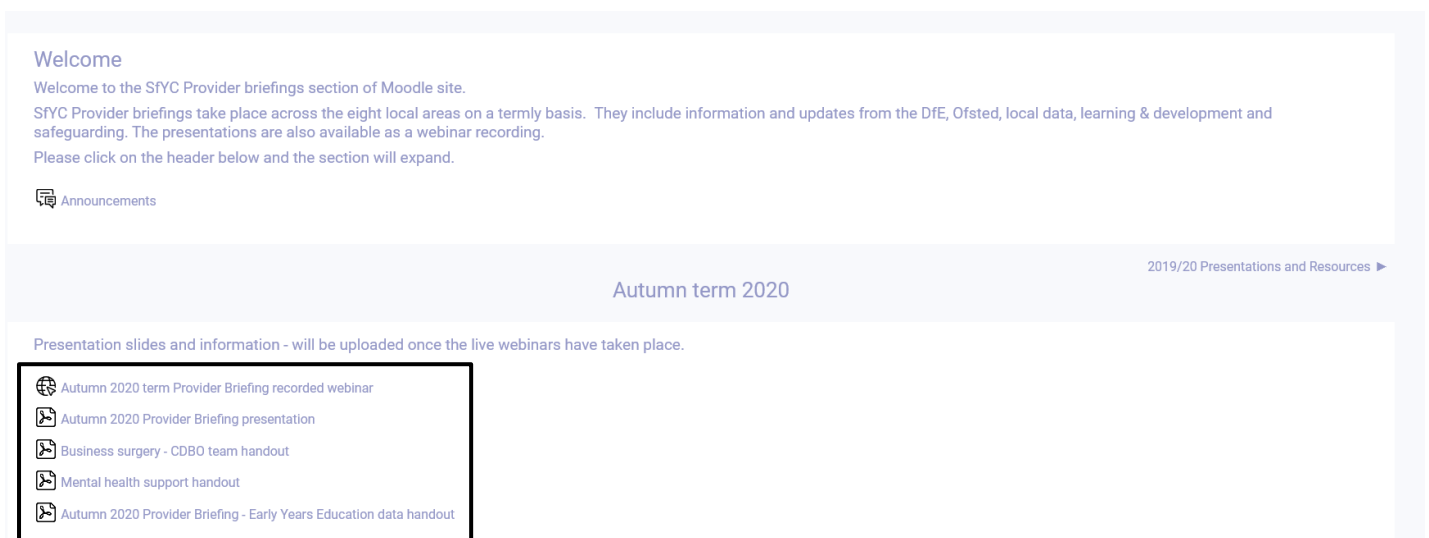 Welcome
Welcome to the SfYC Provider briefings section of Moodle site.
SfYC Provider briefings take place across the eight local areas on a termly basis.  They include information and updates from the DfE, Ofsted, local data, learning & development and
safeguarding. The presentations are also available as a webinar recording.
Please click on the header below and the section will expand.
Announcements
2019/20 Presentations and Resources ►
Autumn term 2020
Presentation slides and information - will be uploaded once the live webinars have taken place.
Autumn 2020 term Provider Briefing recorded webinar
Autumn 2020 Provider Briefing presentation
Business surgery - CDBO team handout
Mental health support handout
Autumn 2020 Provider Briefing - Early Years Education data handout